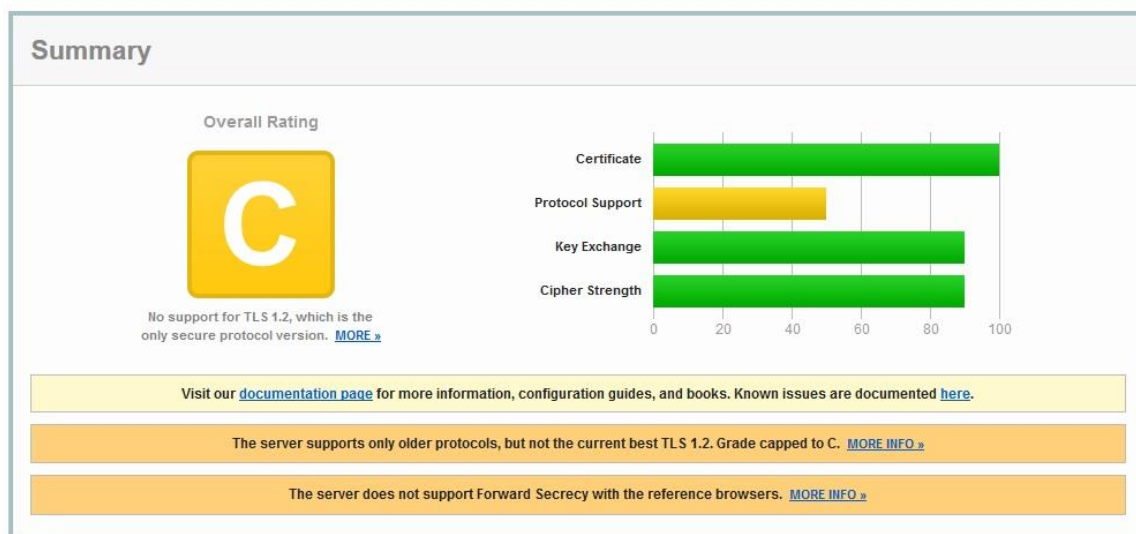 Summary
Overall Rating
C
No support for TLS 1.2, which is the
only secure protocol version. MORE »
Certificate
Protocol Support
Key Exchange
Cipher Strength
0 20 40 60 80 100
Visit our documentation page for more information, configuration guides, and books. Known issues are documented here.
The server supports only older protocols, but not the current best TLS 1.2. Grade capped to C. MORE INFO »
The server does not support Forward Secrecy with the reference browsers. MORE INFO »